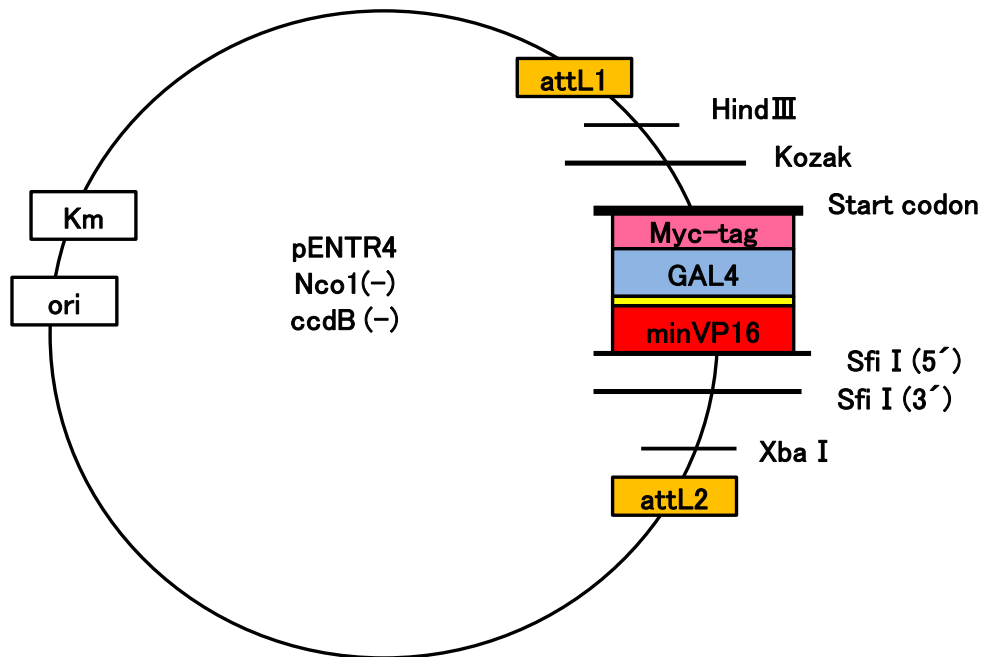 attL1
HindⅢ
Kozak
Start codon
Km
ori
pENTR4
Nco1(-)
ccdB (-)
Myc-tag
GAL4
minVP16
Sfi Ⅰ (5´)
Sfi Ⅰ (3´)
Xba Ⅰ
attL2